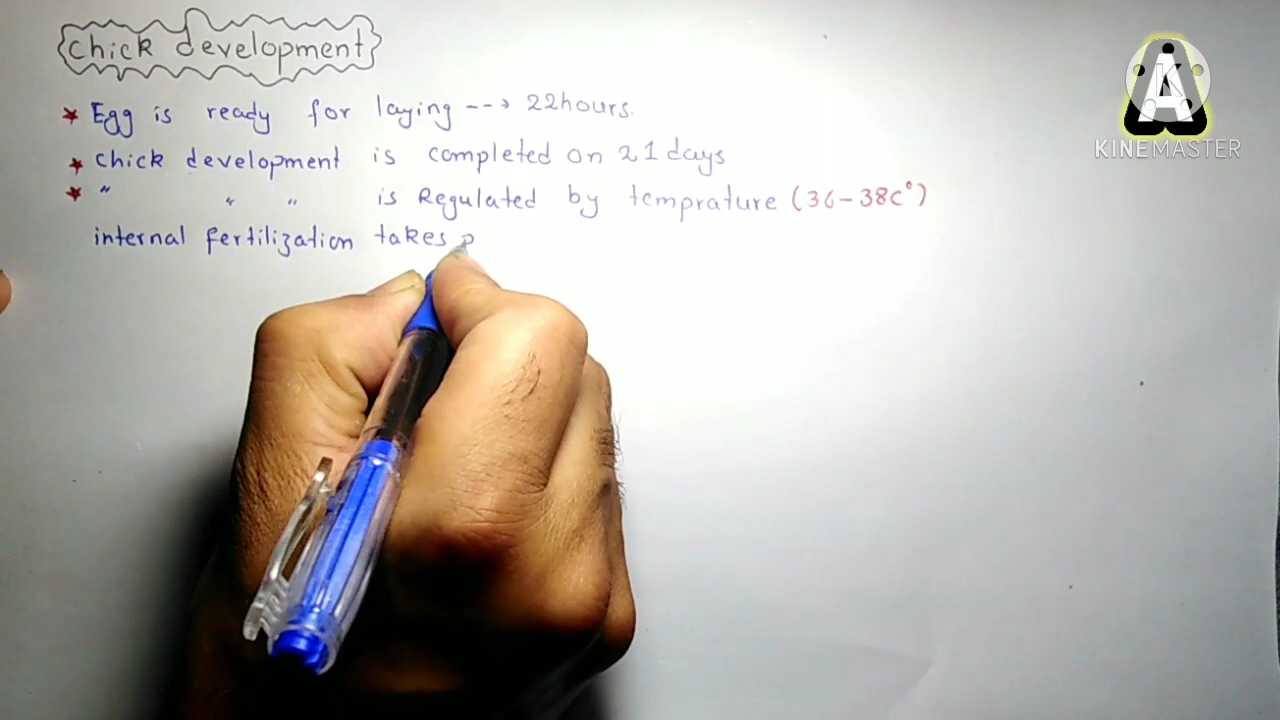 chick development
* Egg is ready for laying --→ 22hours.
* chick development is completed on 21 days
* " " " is Regulated by temprature (36-38c°)
internal fertilization takes p
AK
KINEMASTER